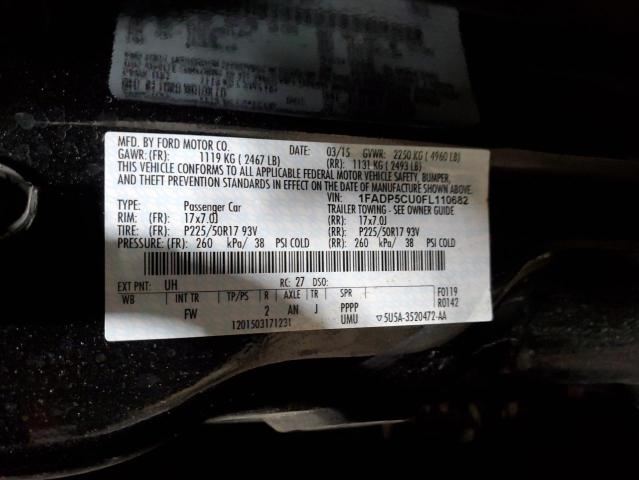 MFD. BY FORD MOTOR CO.
DATE: 03/15 GVWR: 2250 KG ( 4960 LB)
GAWR: (FR): 1119 KG ( 2467 LB) (RR): 1131 KG ( 2493 LB)
THIS VEHICLE CONFORMS TO ALL APPLICABLE FEDERAL MOTOR VEHICLE SAFETY, BUMPER,
AND THEFT PREVENTION STANDARDS IN EFFECT ON THE DATE OF MANUFACTURE SHOWN ABOVE.
VIN: 1FADP5CU0FL110682
TYPE: Passenger Car TRAILER TOWING - SEE OWNER GUIDE
RIM: (FR): 17x7.0J (RR): 17x7.0J
TIRE: (FR): P225/50R17 93V (RR): P225/50R17 93V
PRESSURE: (FR): 260 kPa/ 38 PSI COLD (RR): 260 kPa/ 38 PSI COLD
EXT PNT: UH RC: 27 DSO:
WB INT TR TP/PS R AXLE TR SPR F0119
FW 2 AN J PPPP R0142
1201503171231 UMU ▽5U5A-3520472-AA